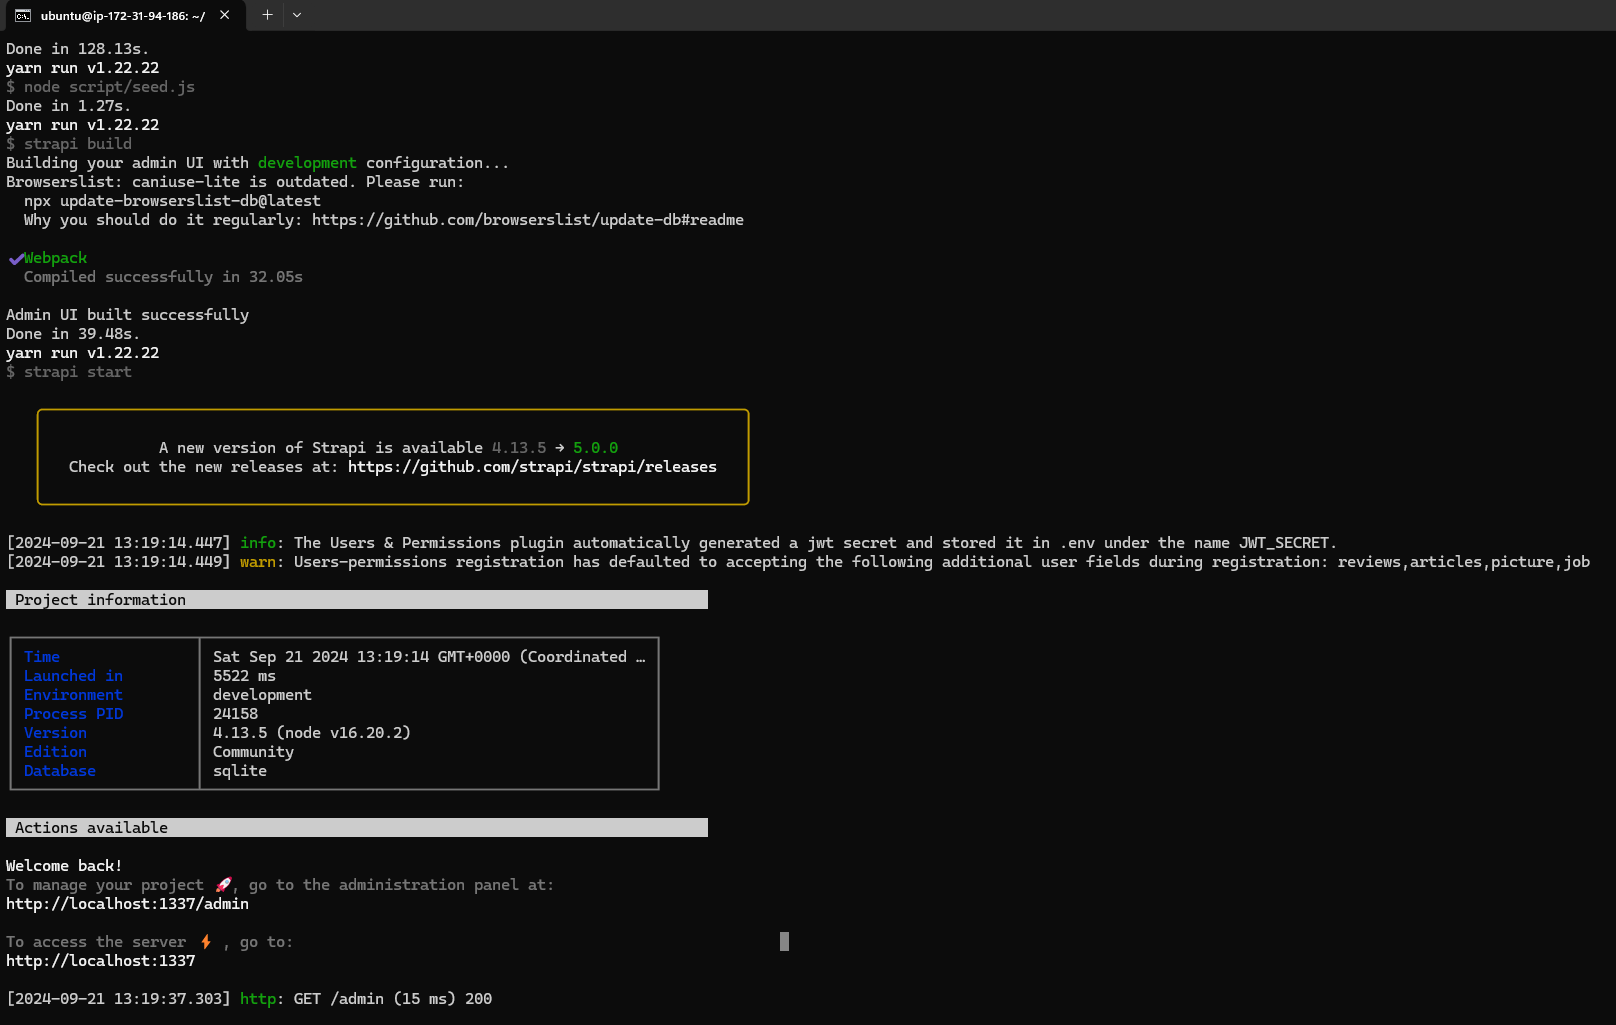 ubuntu@ip-172-31-94-186: ~/
Done in 128.13s.
yarn run v1.22.22
$ node script/seed.js
Done in 1.27s.
yarn run v1.22.22
$ strapi build
Building your admin UI with development configuration...
Browserslist: caniuse-lite is outdated. Please run:
npx update-browserslist-db@latest
Why you should do it regularly: https://github.com/browserslist/update-db#readme
✔Webpack
Compiled successfully in 32.05s
Admin UI built successfully
Done in 39.48s.
yarn run v1.22.22
$ strapi start
A new version of Strapi is available 4.13.5 → 5.0.0
Check out the new releases at: https://github.com/strapi/strapi/releases
[2024-09-21 13:19:14.447] info: The Users & Permissions plugin automatically generated a jwt secret and stored it in .env under the name JWT_SECRET.
[2024-09-21 13:19:14.449] warn: Users-permissions registration has defaulted to accepting the following additional user fields during registration: reviews,articles,picture,job
Project information
Time Sat Sep 21 2024 13:19:14 GMT+0000 (Coordinated …
Launched in 5522 ms
Environment development
Process PID 24158
Version 4.13.5 (node v16.20.2)
Edition Community
Database sqlite
Actions available
Welcome back!
To manage your project 🚀, go to the administration panel at:
http://localhost:1337/admin
To access the server ⚡ , go to:
http://localhost:1337
[2024-09-21 13:19:37.303] http: GET /admin (15 ms) 200